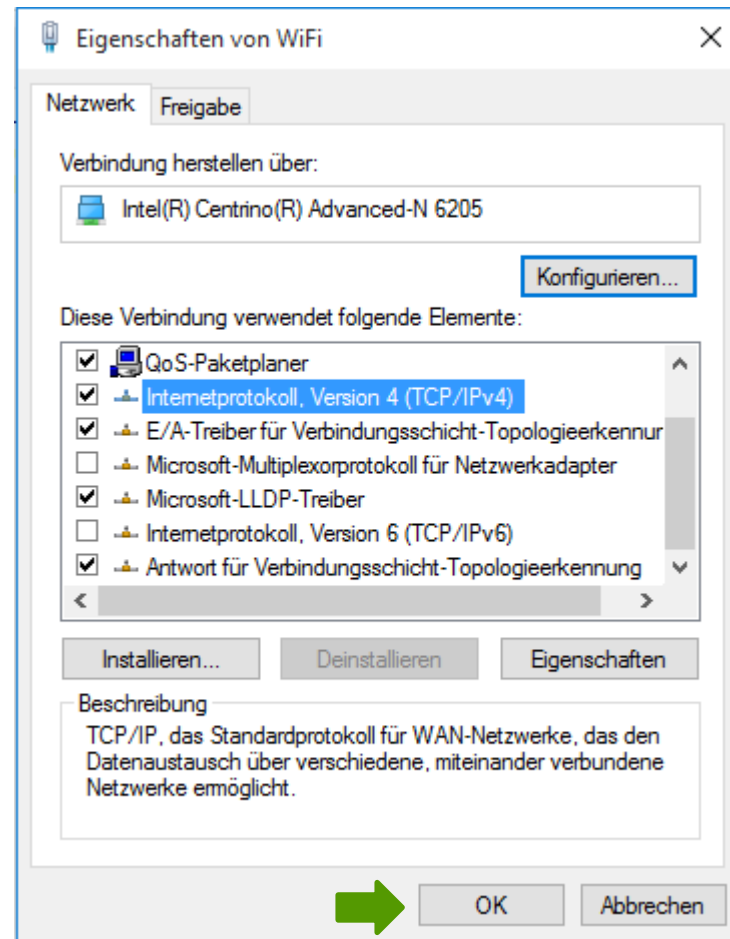 Eigenschaften von WiFi
Netzwerk
Freigabe
Verbindung herstellen über:
Intel(R) Centrino(R) Advanced-N 6205
Konfigurieren...
Diese Verbindung verwendet folgende Elemente:
QoS-Paketplaner
Internetprotokoll, Version 4 (TCP/IPv4)
E/A-Treiber für Verbindungsschicht-Topologieerkennur
Microsoft-Multiplexorprotokoll für Netzwerkadapter
Microsoft-LLDP-Treiber
Internetprotokoll, Version 6 (TCP/IPv6)
Antwort für Verbindungsschicht-Topologieerkennung
Installieren...
Deinstallieren
Eigenschaften
Beschreibung
TCP/IP, das Standardprotokoll für WAN-Netzwerke, das den
Datenaustausch über verschiedene, miteinander verbundene
Netzwerke ermöglicht.
OK
Abbrechen